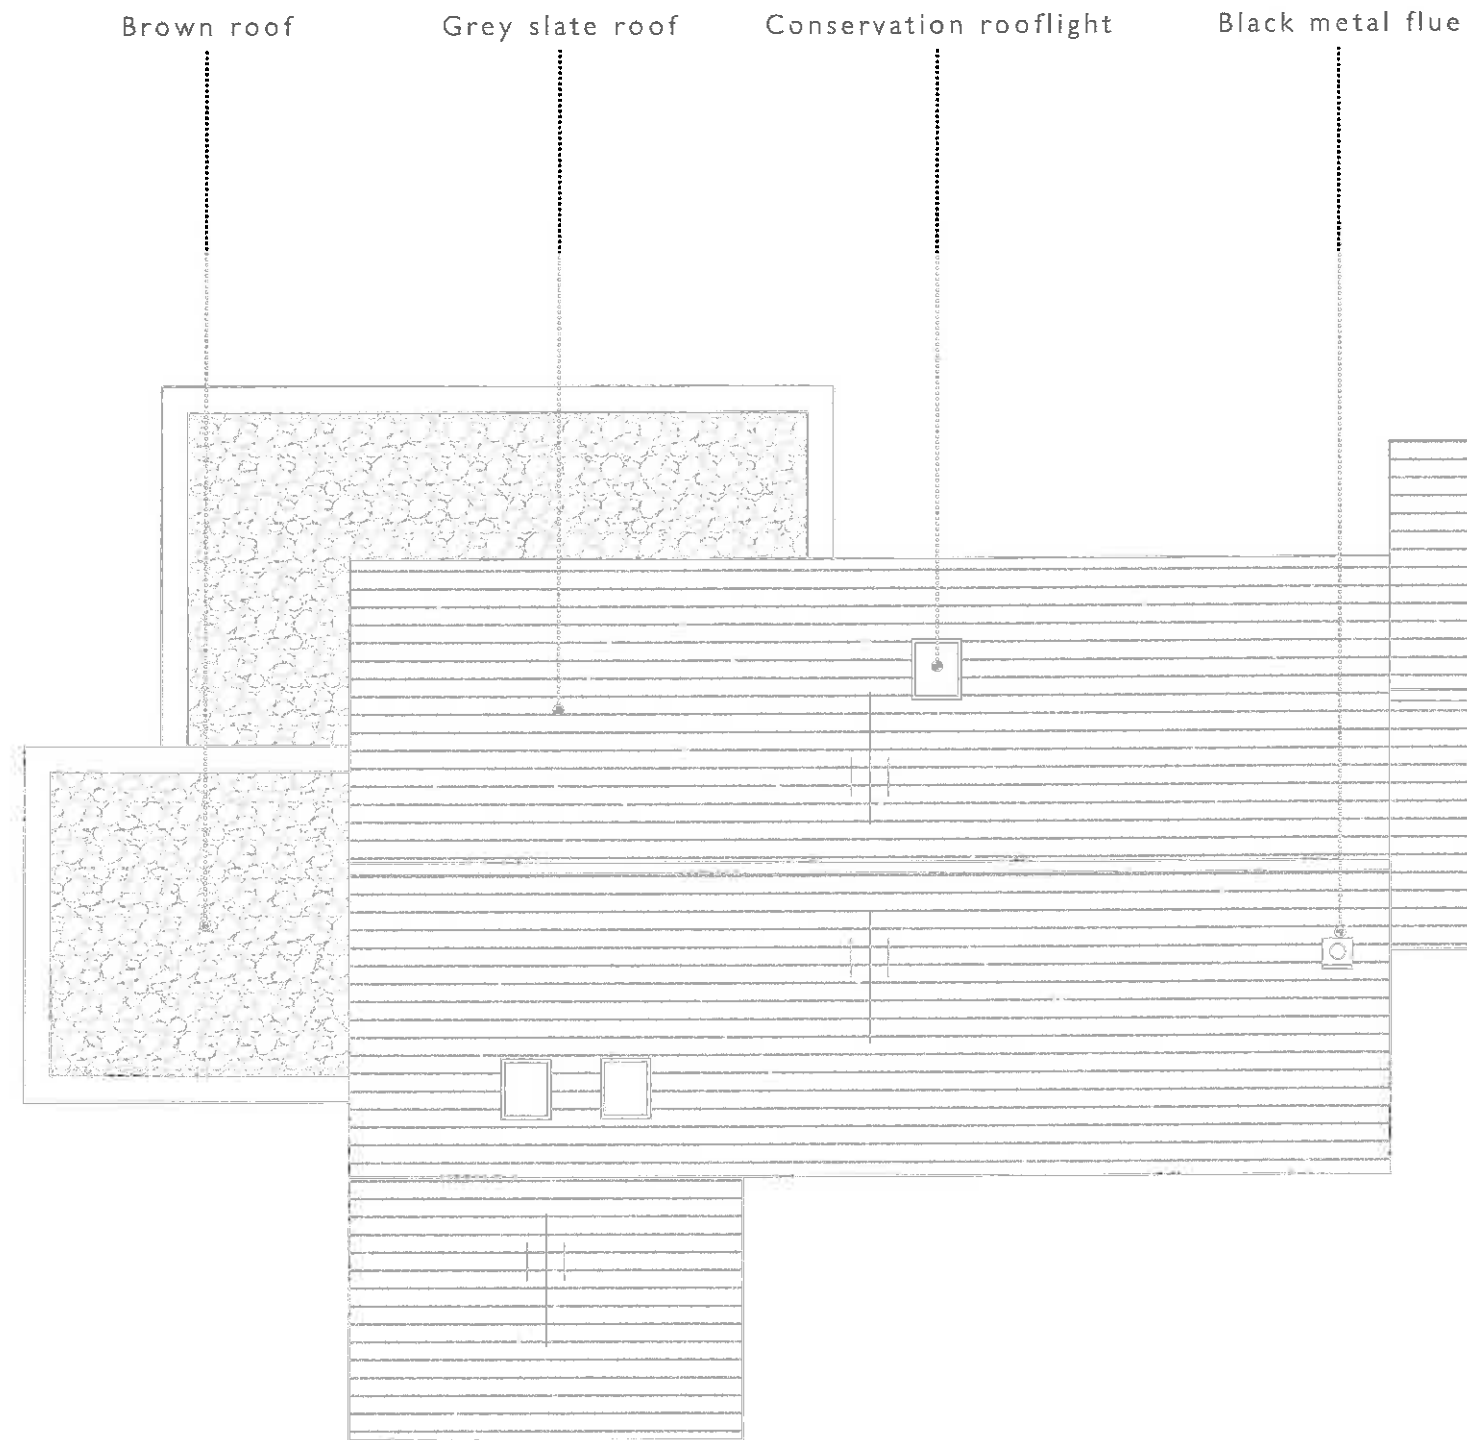 Brown roof
Grey slate roof
Conservation rooflight
Black metal flue